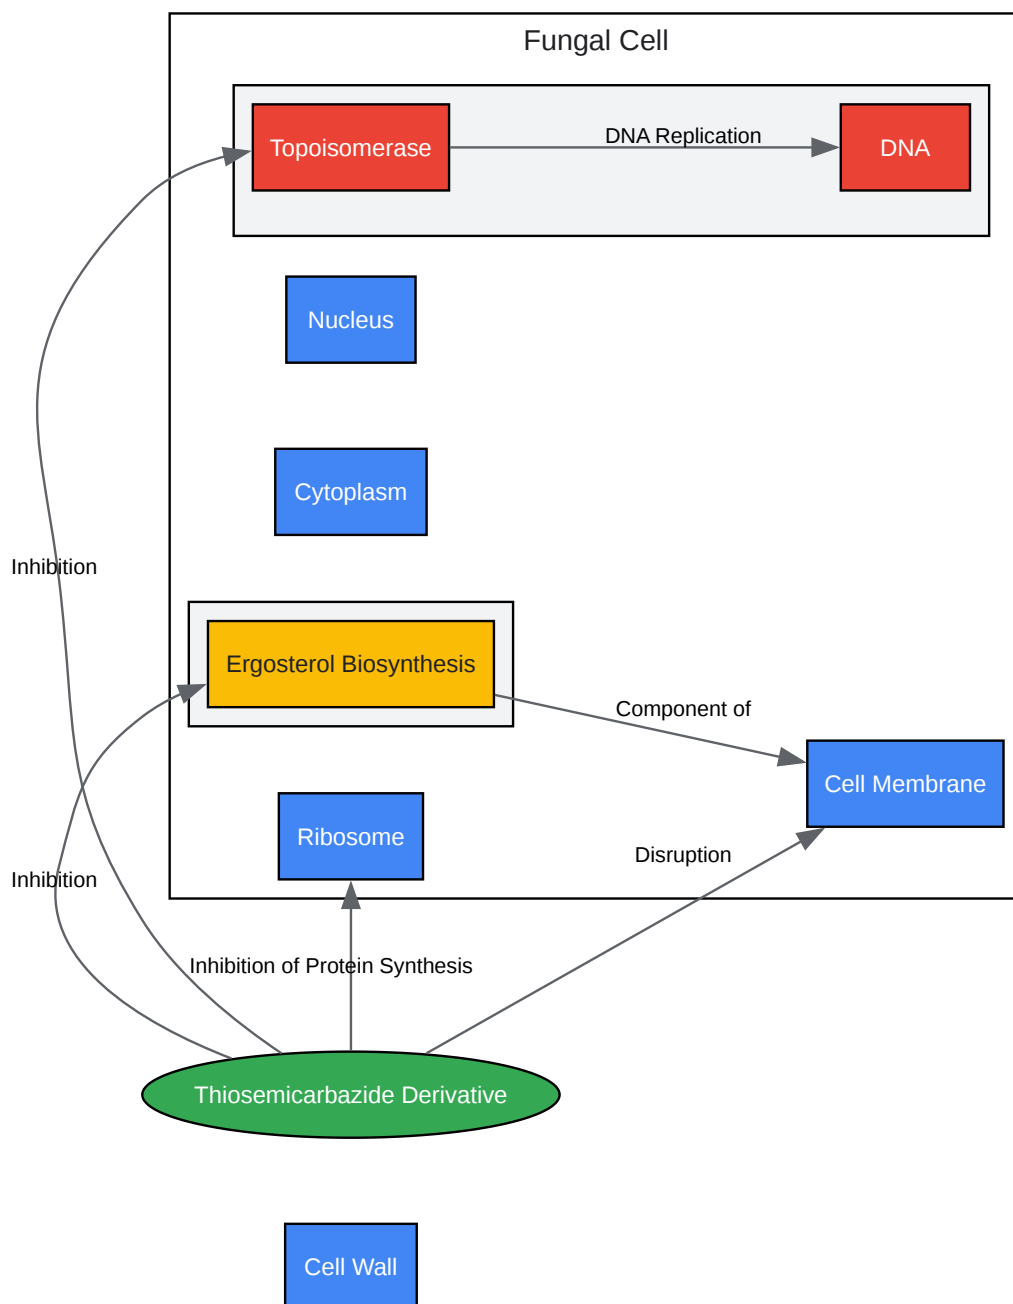 Fungal Cell
Topoisomerase
DNA Replication
DNA
Nucleus
Cytoplasm
Inhibition
Ergosterol Biosynthesis
Component of
Cell Membrane
Ribosome
Disruption
Inhibition
Inhibition of Protein Synthesis
Thiosemicarbazide Derivative
Cell Wall